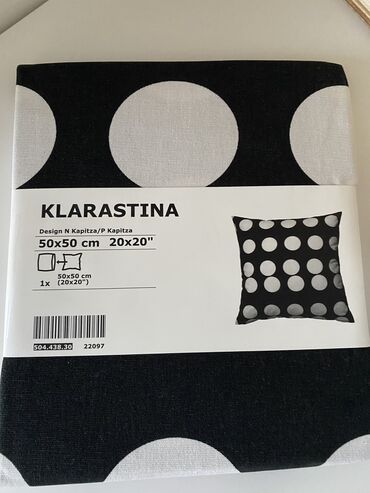 KLARASTINA
Design N Kapitza/P Kapitza
50x50 cm 20x20"
50x50 cm
1x (20x20")
504.438.30 22097